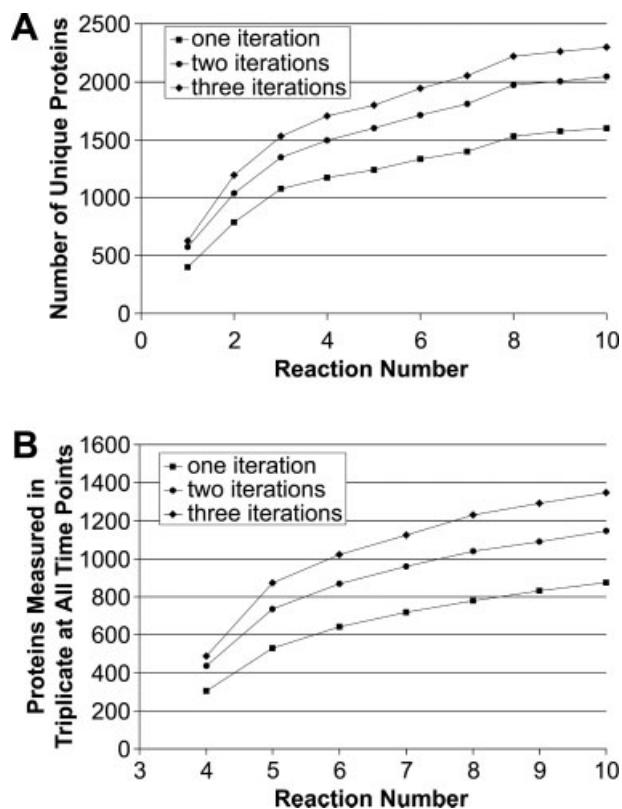 A
Number of Unique Proteins
2500
2000
1500
1000
500
0
one iteration
two iterations
three iterations
0 2 4 6 8 10
Reaction Number
B
Proteins Measured in
Triplicate at All Time Points
1600
1400
1200
1000
800
600
400
200
0
one iteration
two iterations
three iterations
3 4 5 6 7 8 9 10
Reaction Number